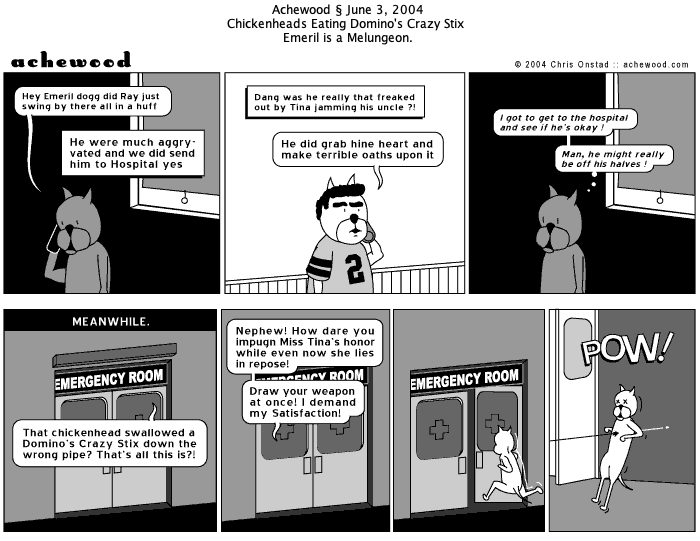 Achewood § June 3, 2004
Chickenheads Eating Domino's Crazy Stix
Emeril is a Melungeon.
achewood
© 2004 Chris Onstad :: achewood.com
Hey Emeril dogg did Ray just
swing by there all in a huff
He were much aggry-
vated and we did send
him to Hospital yes
Dang was he really that freaked
out by Tina jamming his uncle ?!
He did grab hine heart and
make terrible oaths upon it
2
I got to get to the hospital
and see if he's okay !
Man, he might really
be off his halves !
MEANWHILE.
EMERGENCY ROOM
That chickenhead swallowed a
Domino's Crazy Stix down the
wrong pipe? That's all this is?!
Nephew! How dare you
impugn Miss Tina's honor
while even now she lies
in repose!
EMERGENCY ROOM
Draw your weapon
at once! I demand
my Satisfaction!
EMERGENCY ROOM
POW!